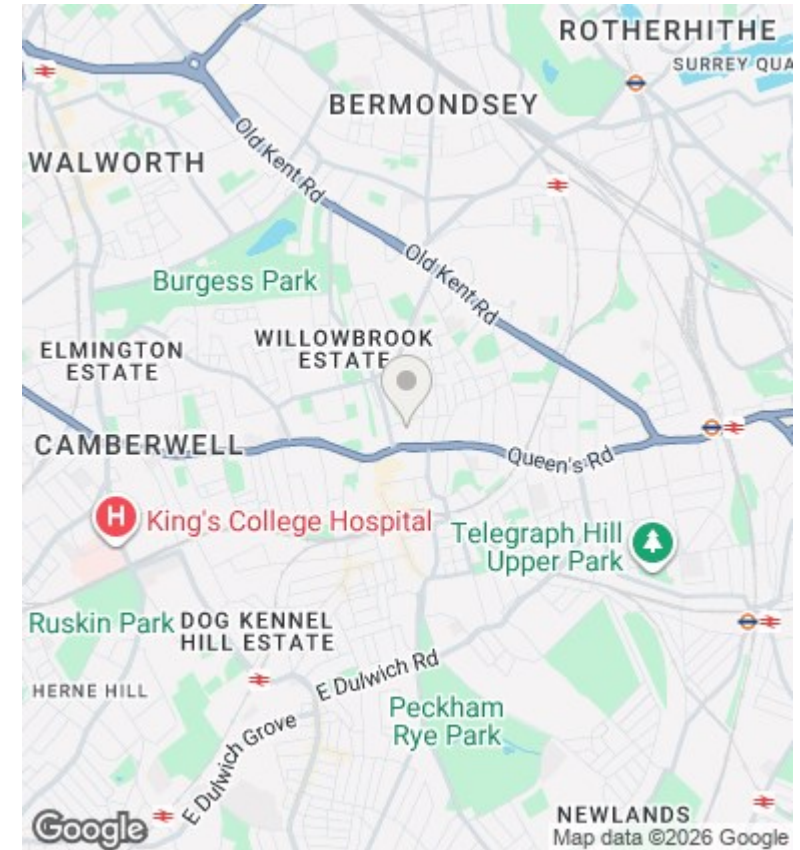 ROTHERHITHE
SURREY QUA
BERMONDSEY
Old Kent Rd
WALWORTH
Old Kent Rd
Burgess Park
WILLOWBROOK
ESTATE
ELMINGTON
ESTATE
CAMBERWELL
Queen's Rd
H
King's College Hospital
Telegraph Hill
Upper Park
Ruskin Park
DOG KENNEL
HILL ESTATE
HERNE HILL
E Dulwich Rd
Peckham
Rye Park
E Dulwich Grove
NEWLANDS
Google
Map data ©2026 Google